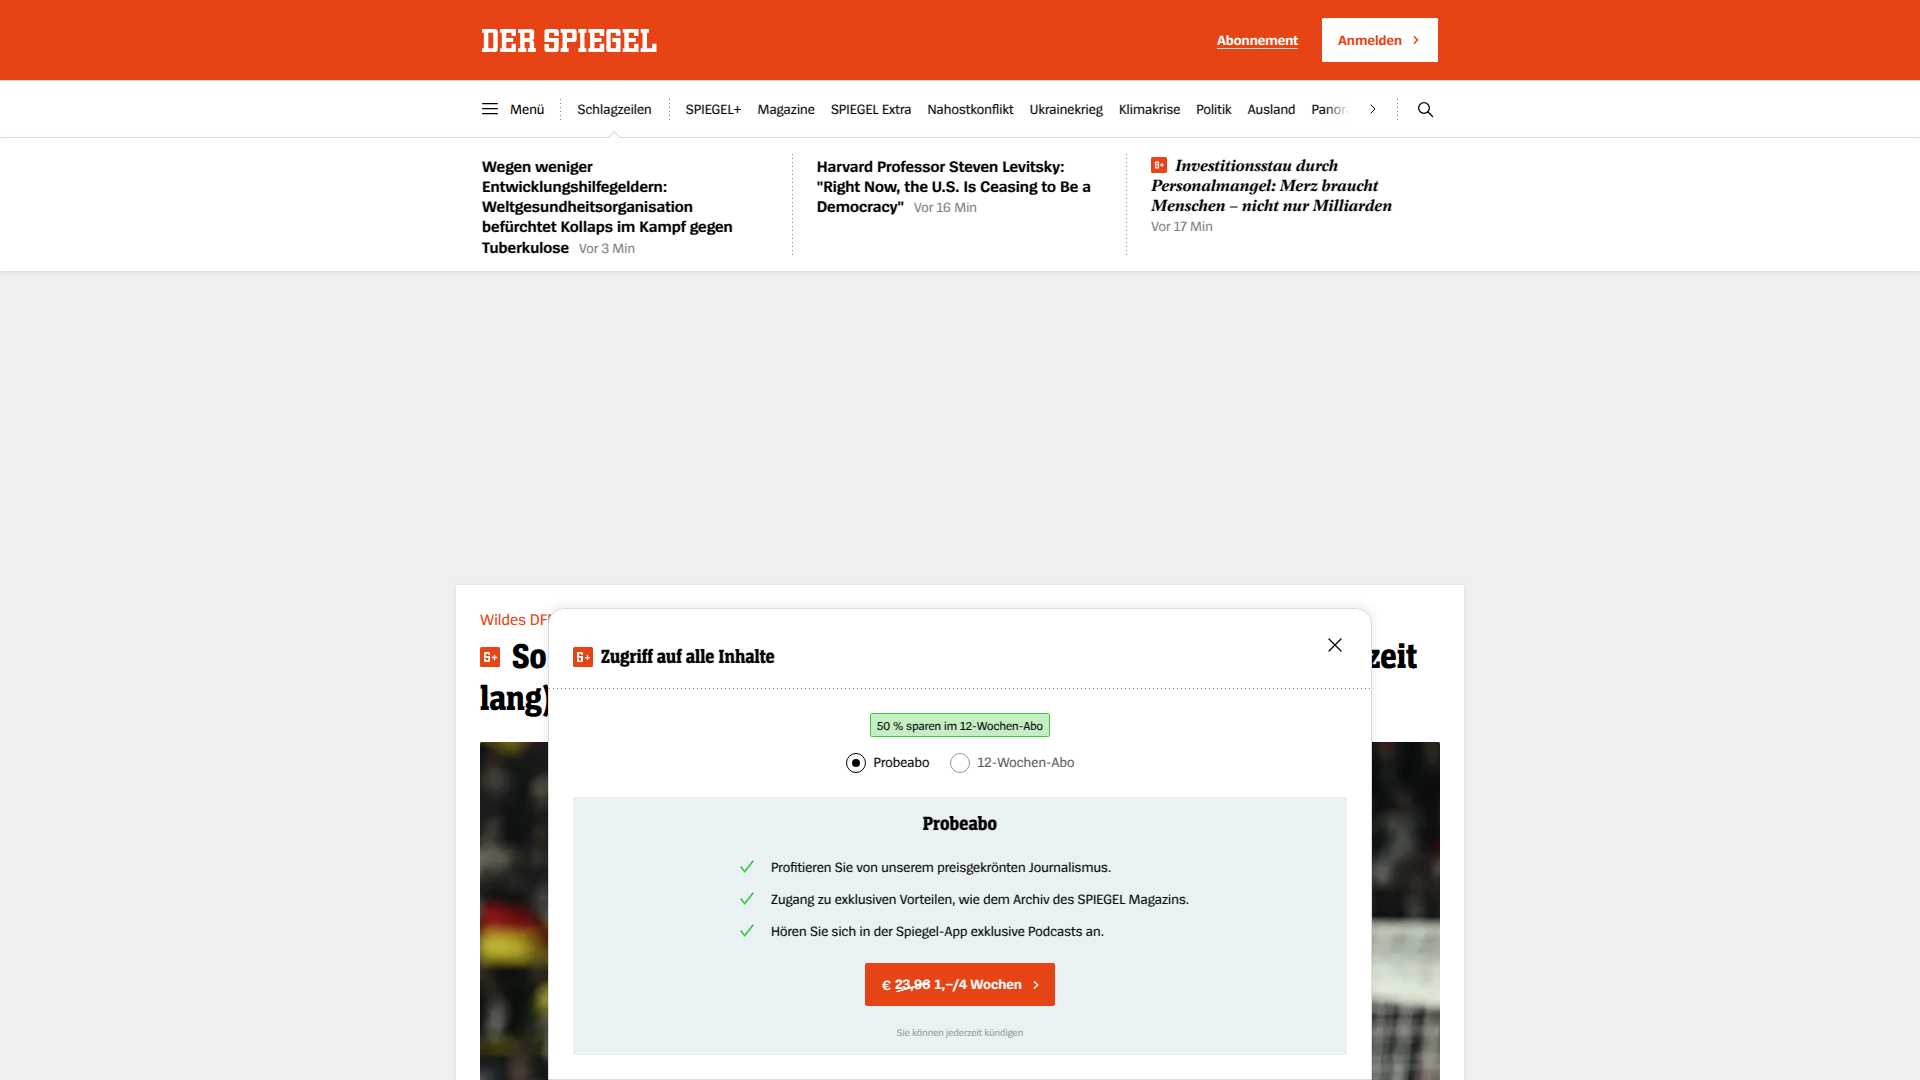 DER SPIEGEL
Abonnement
Anmelden
Menü
Schlagzeilen
SPIEGEL+
Magazine
SPIEGEL Extra
Nahostkonflikt
Ukrainekrieg
Klimakrise
Politik
Ausland
Panor
Wegen weniger
Entwicklungshilfegeldern:
Weltgesundheitsorganisation
befürchtet Kollaps im Kampf gegen
Tuberkulose Vor 3 Min
Harvard Professor Steven Levitsky:
"Right Now, the U.S. Is Ceasing to Be a
Democracy" Vor 16 Min
S+ Investitionsstau durch
Personalmangel: Merz braucht
Menschen – nicht nur Milliarden
Vor 17 Min
Wildes
S+ So
zeit
lang)
S+ Zugriff auf alle Inhalte
50 % sparen im 12-Wochen-Abo
Probeabo
12-Wochen-Abo
Probeabo
Profitieren Sie von unserem preisgekrönten Journalismus.
Zugang zu exklusiven Vorteilen, wie dem Archiv des SPIEGEL Magazins.
Hören Sie sich in der Spiegel-App exklusive Podcasts an.
€ 23,96 1,–/4 Wochen
Sie können jederzeit kündigen